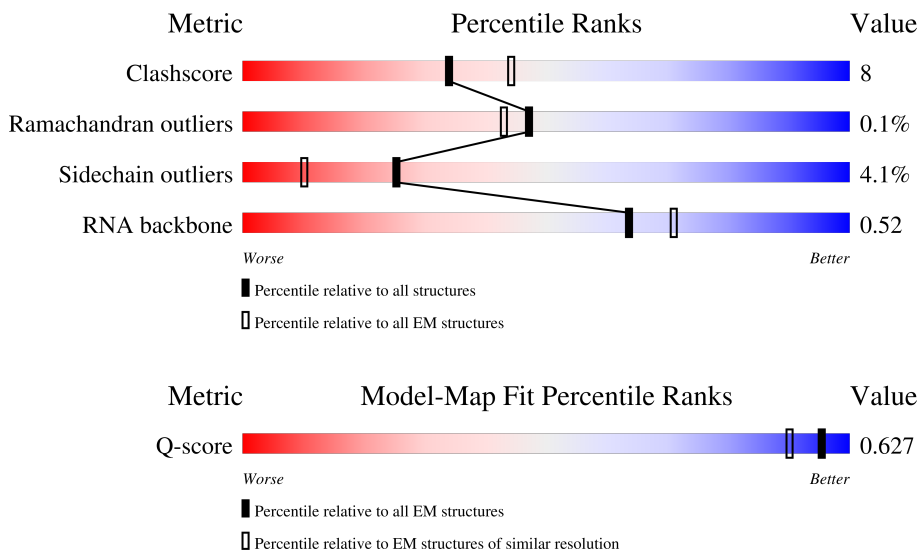 Metric Percentile Ranks Value
Clashscore 8
Ramachandran outliers 0.1%
Sidechain outliers 4.1%
RNA backbone 0.52
Worse Better
Percentile relative to all structures
Percentile relative to all EM structures
Metric Model-Map Fit Percentile Ranks Value
Q-score 0.627
Worse Better
Percentile relative to all EM structures
Percentile relative to EM structures of similar resolution